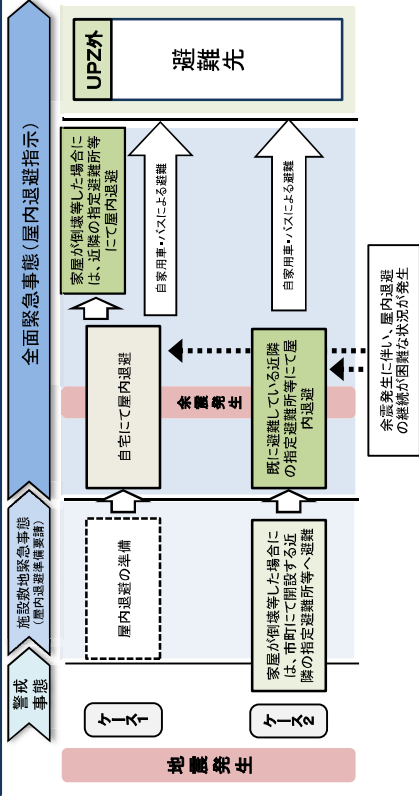 警戒
事態
施設敷地緊急事態
(屋内退避準備要請)
全面緊急事態(屋内退避指示)
地震発生
ケース
1
屋内退避の準備
自宅にて屋内退避
家屋が倒壊等した場合に
は、近隣の指定避難所等
にて屋内退避
自家用車・バスによる避難
ケース
2
家屋が倒壊等した場合に
は、市町にて開設する近
隣の指定避難所等へ避難
既に避難している近隣
の指定避難所等にて屋
内退避
自家用車・バスによる避難
余震発生
UPZ外
避難先
余震発生に伴い、屋内退避
の継続が困難な状況が発生